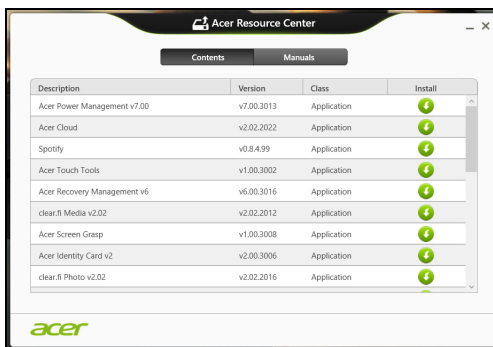 Acer Resource Center
Contents Manuals
Description Version Class Install
Acer Power Management v7.00 v7.00.3013 Application
Acer Cloud v2.02.2022 Application
Spotify v0.8.4.99 Application
Acer Touch Tools v1.00.3002 Application
Acer Recovery Management v6 v6.00.3016 Application
clear.fi Media v2.02 v2.02.2012 Application
Acer Screen Grasp v1.00.3008 Application
Acer Identity Card v2 v2.00.3006 Application
clear.fi Photo v2.02 v2.02.2016 Application
acer